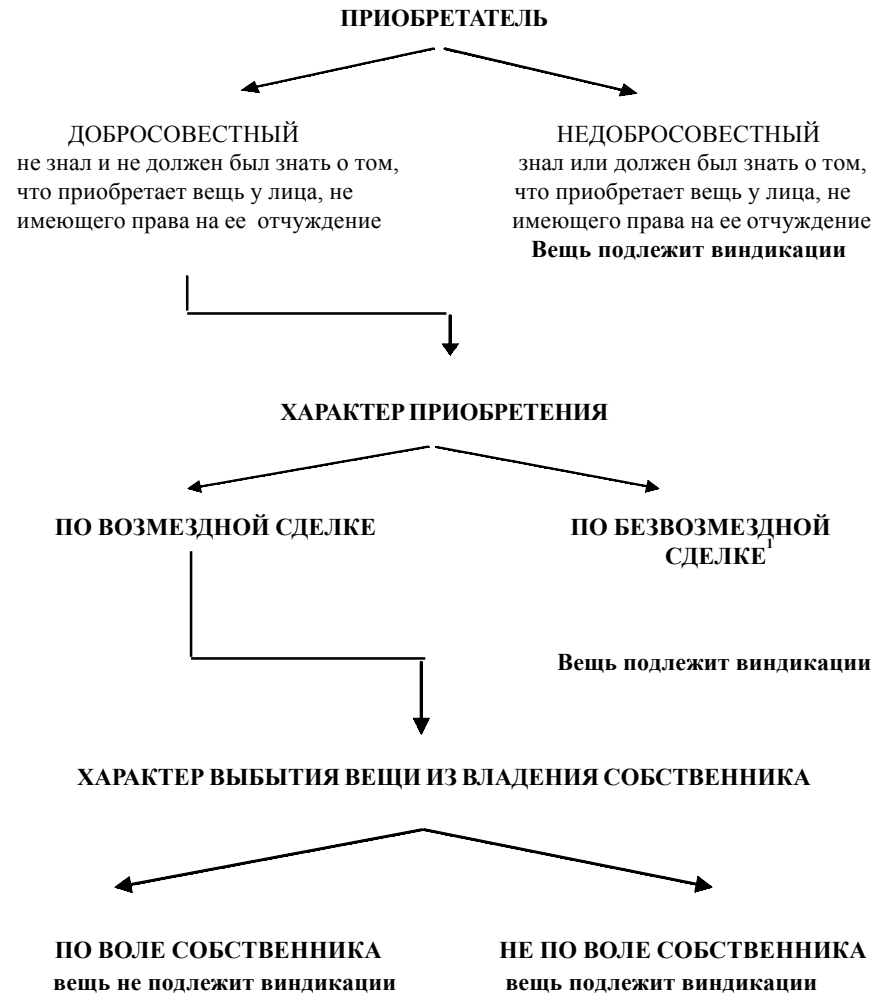 ПРИОБРЕТАТЕЛЬ
ДОБРОСОВЕСТНЫЙ
не знал и не должен был знать о том,
что приобретает вещь у лица, не
имеющего права на ее отчуждение
НЕДОБРОСОВЕСТНЫЙ
знал или должен был знать о том,
что приобретает вещь у лица, не
имеющего права на ее отчуждение
Вещь подлежит виндикации
ХАРАКТЕР ПРИОБРЕТЕНИЯ
ПО ВОЗМЕЗДНОЙ СДЕЛКЕ
ПО БЕЗВОЗМЕЗДНОЙ
СДЕЛКЕ¹
Вещь подлежит виндикации
ХАРАКТЕР ВЫБЫТИЯ ВЕЩИ ИЗ ВЛАДЕНИЯ СОБСТВЕННИКА
ПО ВОЛЕ СОБСТВЕННИКА
вещь не подлежит виндикации
НЕ ПО ВОЛЕ СОБСТВЕННИКА
вещь подлежит виндикации